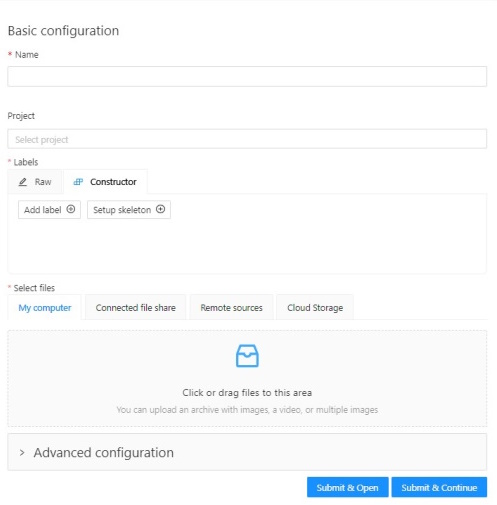 Basic configuration
* Name
Project
Select project
* Labels
Raw Constructor
Add label Setup skeleton
* Select files
My computer Connected file share Remote sources Cloud Storage
Click or drag files to this area
You can upload an archive with images, a video, or multiple images
> Advanced configuration
Submit & Open Submit & Continue